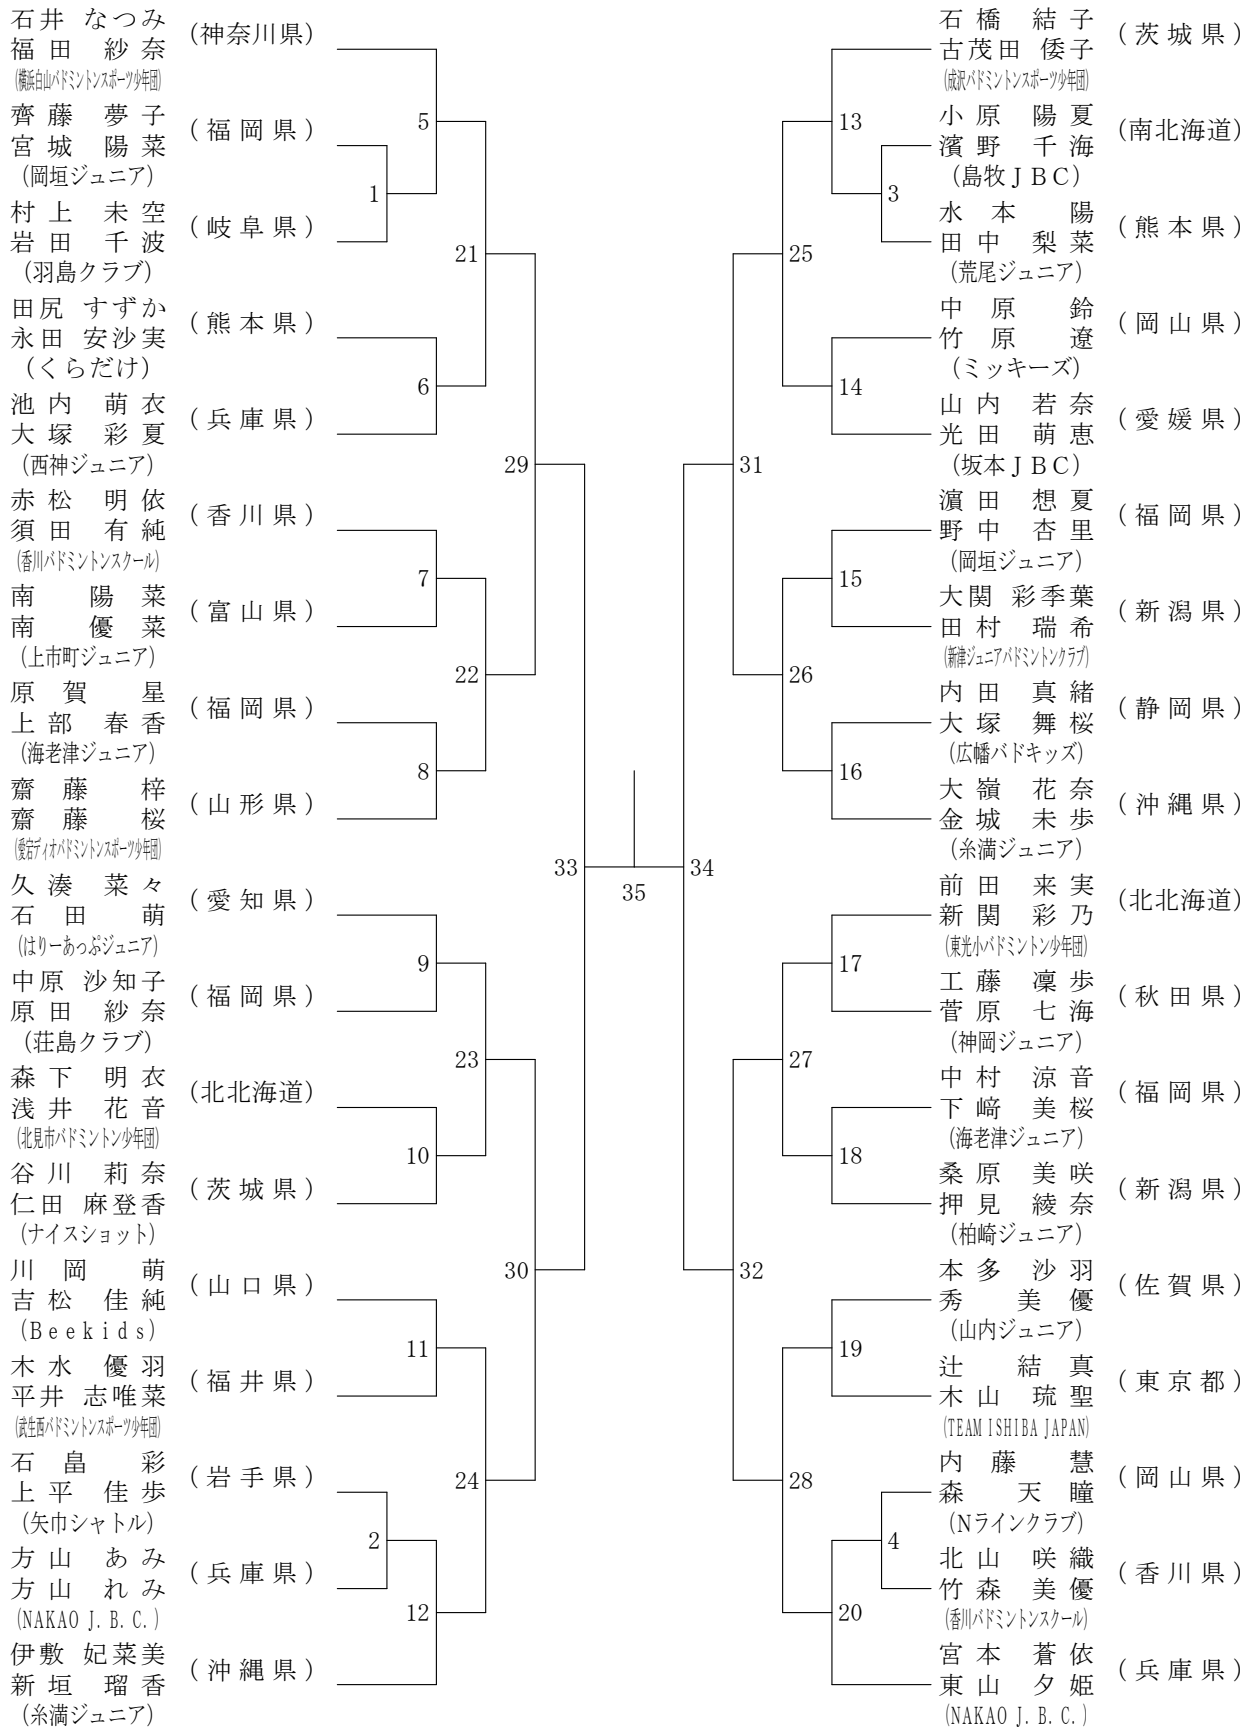 石井 なつみ
福田 紗奈
(神奈川県)
(横浜白山バドミントンスポーツ少年団)
齊藤 夢子
宮城 陽菜
(福岡県)
(岡垣ジュニア)
村上 未空
岩田 千波
(岐阜県)
(羽島クラブ)
田尻 すずか
永田 安沙実
(熊本県)
(くらだけ)
池内 萌衣
大塚 彩夏
(兵庫県)
(西神ジュニア)
赤松 明依
須田 有純
(香川県)
(香川バドミントンスクール)
南 陽菜
南 優菜
(富山県)
(上市町ジュニア)
原賀 星
上部 春香
(福岡県)
(海老津ジュニア)
齋藤 梓
齋藤 桜
(山形県)
(愛宕ディオバドミントンスポーツ少年団)
久湊 菜々
石田 萌
(愛知県)
(はりーあっぷジュニア)
中原 沙知子
原田 紗奈
(福岡県)
(荘島クラブ)
森下 明衣
浅井 花音
(北北海道)
(北見市バドミントン少年団)
谷川 莉奈
仁田 麻登香
(茨城県)
(ナイスショット)
川岡 萌
吉松 佳純
(山口県)
(Beekids)
木水 優羽
平井 志唯菜
(福井県)
(武生西バドミントンスポーツ少年団)
石畠 彩
上平 佳歩
(岩手県)
(矢巾シャトル)
方山 あみ
方山 れみ
(兵庫県)
(NAKAO J.B.C.)
伊敷 妃菜美
新垣 瑠香
(沖縄県)
(糸満ジュニア)
5
1
21
6
29
7
22
8
33
9
23
10
30
11
24
2
12
35
34
13
3
25
14
31
15
26
16
17
27
18
32
19
28
4
20
石橋 結子
古茂田 倭子
(茨城県)
(成沢バドミントンスポーツ少年団)
小原 陽夏
濱野 千海
(南北海道)
(島牧JBC)
水本 陽
田中 梨菜
(熊本県)
(荒尾ジュニア)
中原 鈴
竹原 遼
(岡山県)
(ミッキーズ)
山内 若奈
光田 萌恵
(愛媛県)
(坂本JBC)
濵田 想夏
野中 杏里
(福岡県)
(岡垣ジュニア)
大関 彩季葉
田村 瑞希
(新潟県)
(新津ジュニアバドミントンクラブ)
内田 真緒
大塚 舞桜
(静岡県)
(広幡バドキッズ)
大嶺 花奈
金城 未歩
(沖縄県)
(糸満ジュニア)
前田 来実
新関 彩乃
(北北海道)
(東光小バドミントン少年団)
工藤 凜歩
菅原 七海
(秋田県)
(神岡ジュニア)
中村 涼音
下﨑 美桜
(福岡県)
(海老津ジュニア)
桑原 美咲
押見 綾奈
(新潟県)
(柏崎ジュニア)
本多 沙羽
秀 美優
(佐賀県)
(山内ジュニア)
辻 結真
木山 琉聖
(東京都)
(TEAM ISHIBA JAPAN)
内藤 慧
森 天瞳
(岡山県)
(Nラインクラブ)
北山 咲織
竹森 美優
(香川県)
(香川バドミントンスクール)
宮本 蒼依
東山 夕姫
(兵庫県)
(NAKAO J.B.C.)